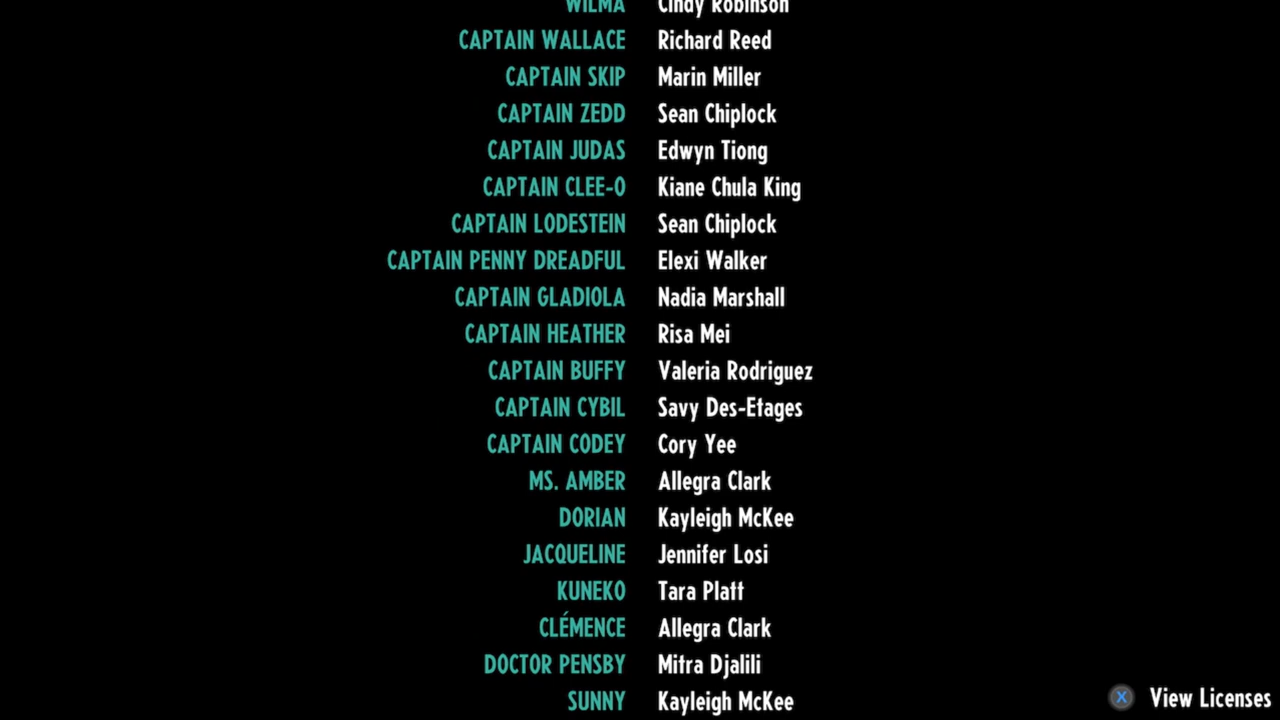 WILMA Cindy Robinson
CAPTAIN WALLACE Richard Reed
CAPTAIN SKIP Marin Miller
CAPTAIN ZEDD Sean Chiplock
CAPTAIN JUDAS Edwyn Tiong
CAPTAIN CLEE-O Kiane Chula King
CAPTAIN LODESTEIN Sean Chiplock
CAPTAIN PENNY DREADFUL Elexi Walker
CAPTAIN GLADIOLA Nadia Marshall
CAPTAIN HEATHER Risa Mei
CAPTAIN BUFFY Valeria Rodriguez
CAPTAIN CYBIL Savy Des-Etages
CAPTAIN CODEY Cory Yee
MS. AMBER Allegra Clark
DORIAN Kayleigh McKee
JACQUELINE Jennifer Losi
KUNEKO Tara Platt
CLÉMENCE Allegra Clark
DOCTOR PENSBY Mitra Djalili
SUNNY Kayleigh McKee
X View Licenses